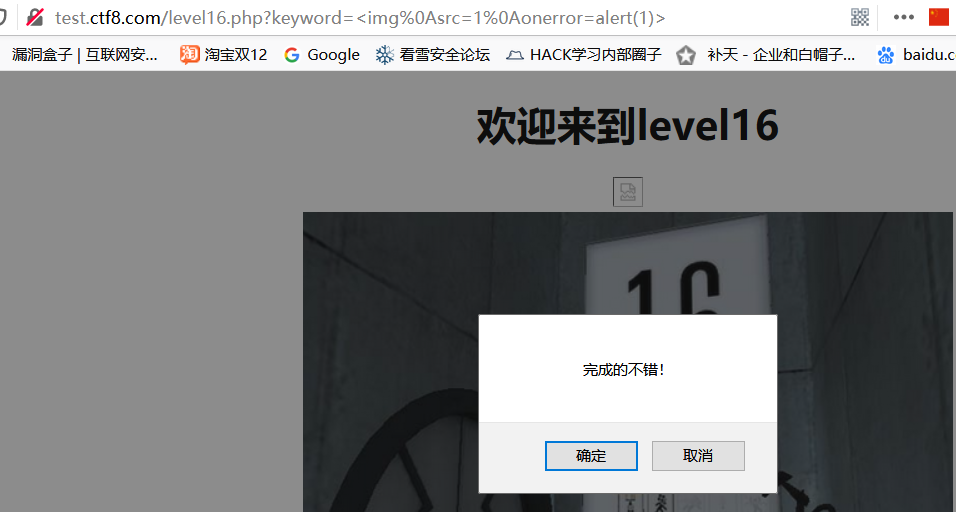 test.ctf8.com/level16.php?keyword=<img%0Asrc=1%0Aonerror=alert(1)>
漏洞盒子 | 互联网安... 淘 淘宝双12 Google 看雪安全论坛 HACK学习内部圈子 补天 - 企业和白帽子... baidu.c
欢迎来到level16
16
完成的不错！
确定 取消